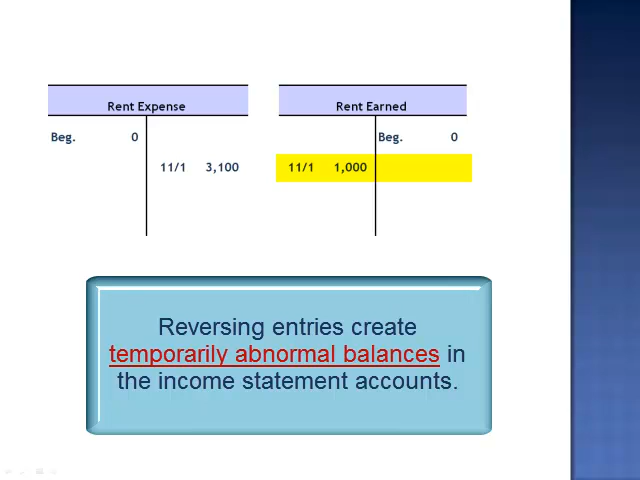 Rent Expense
Rent Earned
Beg. 0
Beg. 0
11/1 3,100
11/1 1,000
Reversing entries create
temporarily abnormal balances in
the income statement accounts.